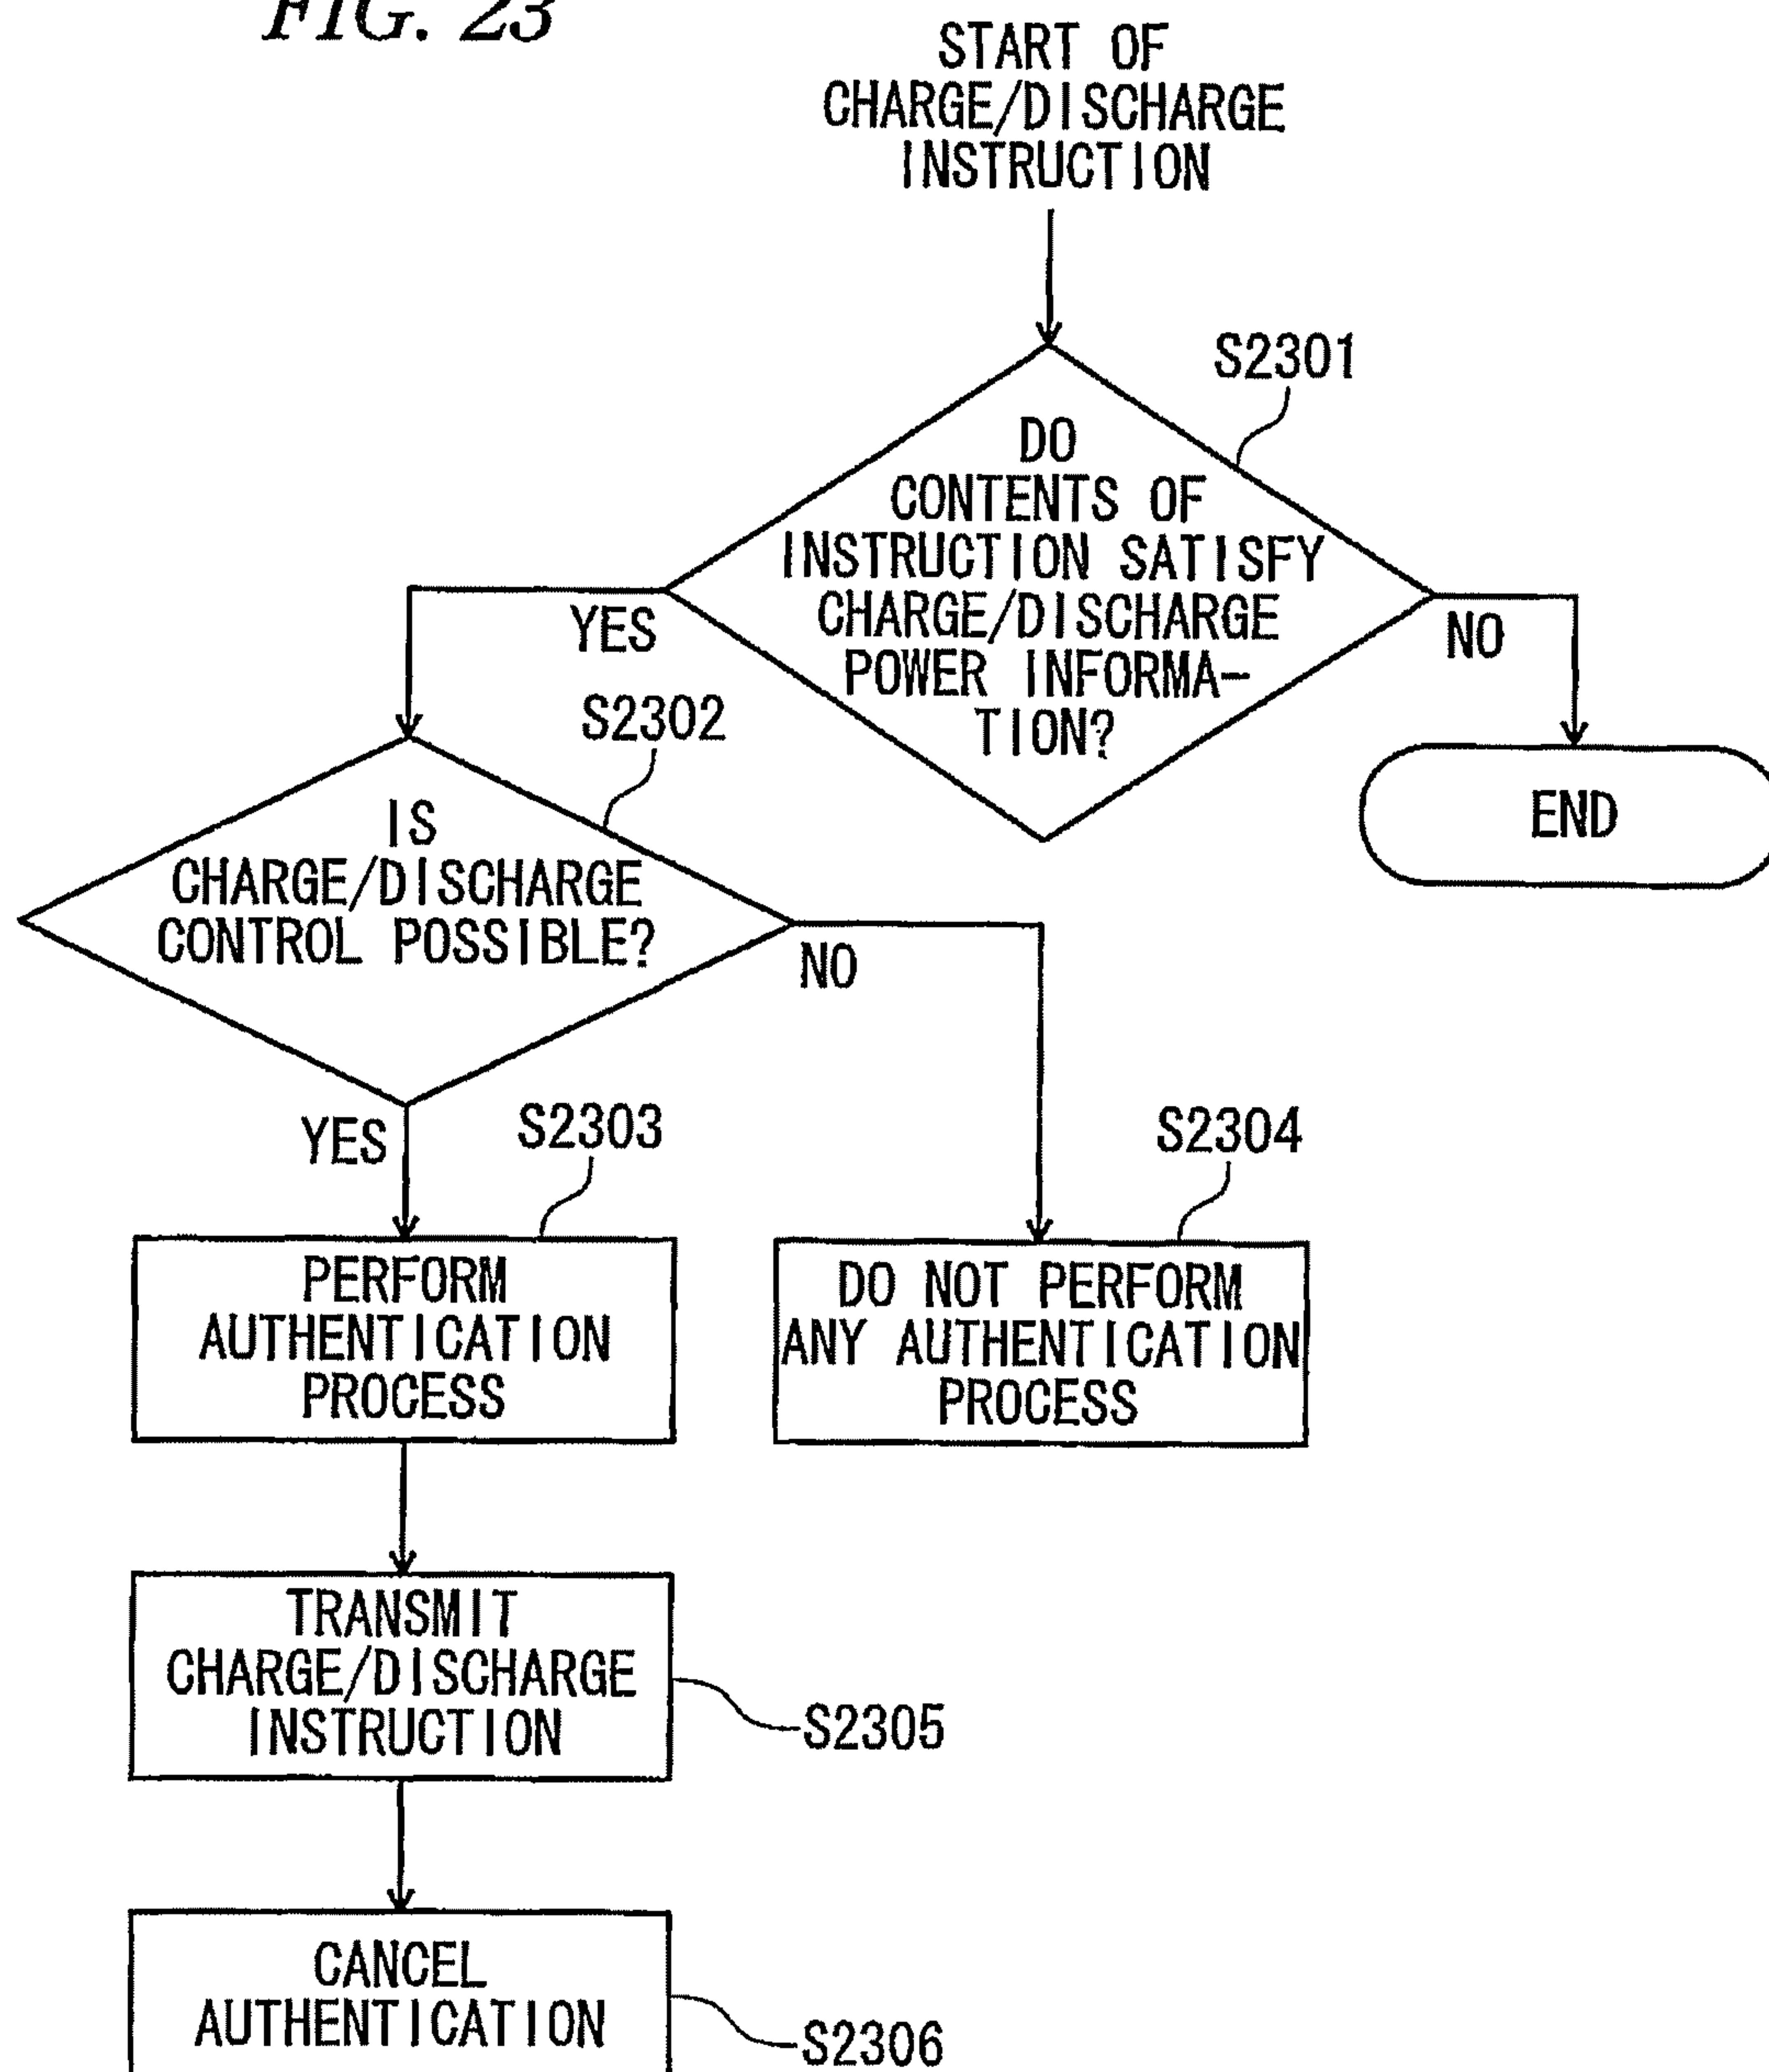 FIG. 23
START OF
CHARGE/DISCHARGE
INSTRUCTION
S2301
DO
CONTENTS OF
INSTRUCTION SATISFY
CHARGE/DISCHARGE
POWER INFORMA-
TION?
YES
NO
S2302
END
IS
CHARGE/DISCHARGE
CONTROL POSSIBLE?
NO
YES
S2303
S2304
PERFORM
AUTHENTICATION
PROCESS
DO NOT PERFORM
ANY AUTHENTICATION
PROCESS
TRANSMIT
CHARGE/DISCHARGE
INSTRUCTION
S2305
CANCEL
AUTHENTICATION
S2306